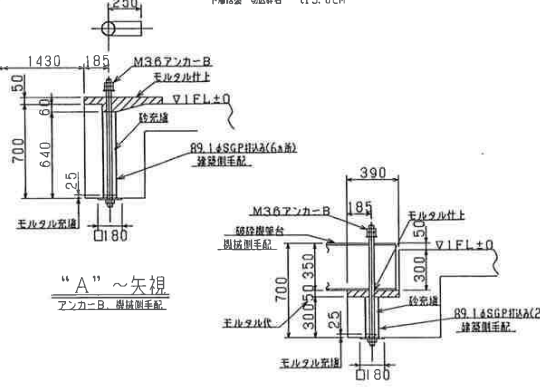 250
1430
185
M36アンカーB
モルタル仕上
▽1FL±0
50
60
砂充填
700
640
89.1φSGP打込み(6ヵ所)
建築側手配
25
モルタル充填
□180
"A" ～矢視
アンカーB、機械側手配
390
185
M36アンカーB
モルタル仕上
破砕機架台
機械側手配
50
▽1FL±0
350
300
700
50
砂充填
モルタル代
300
89.1φSGP打込み(2
25
建築側手配
モルタル充填
□180